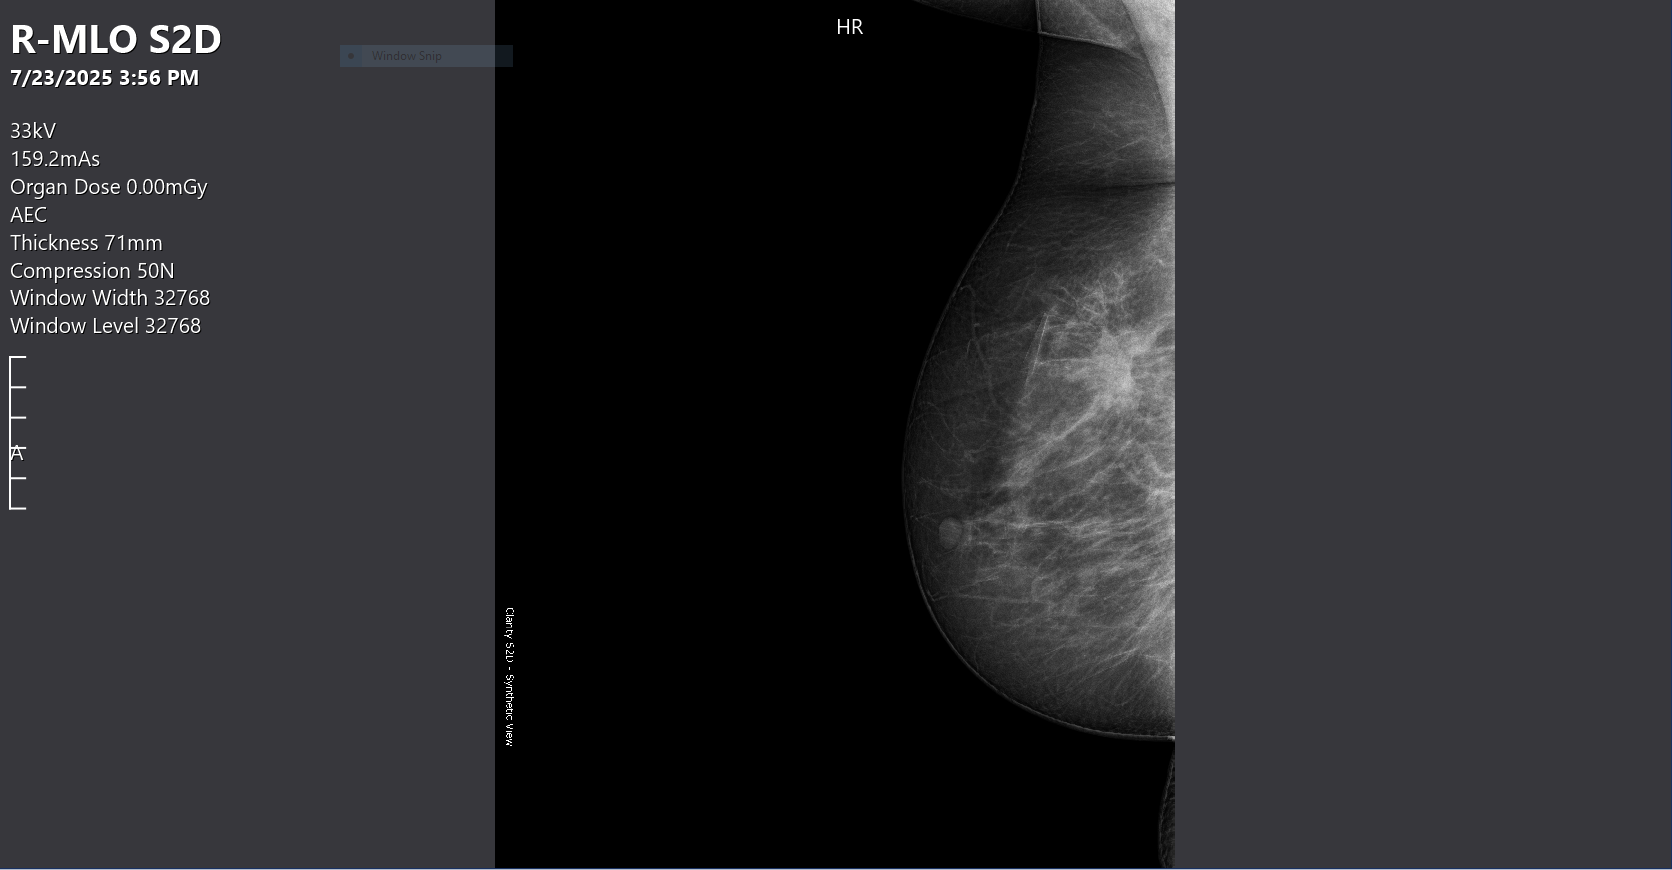 R-MLO S2D
7/23/2025 3:56 PM
Window Snip
HR
33kV
159.2mAs
Organ Dose 0.00mGy
AEC
Thickness 71mm
Compression 50N
Window Width 32768
Window Level 32768
A
Clarity S2D - Synthetic View